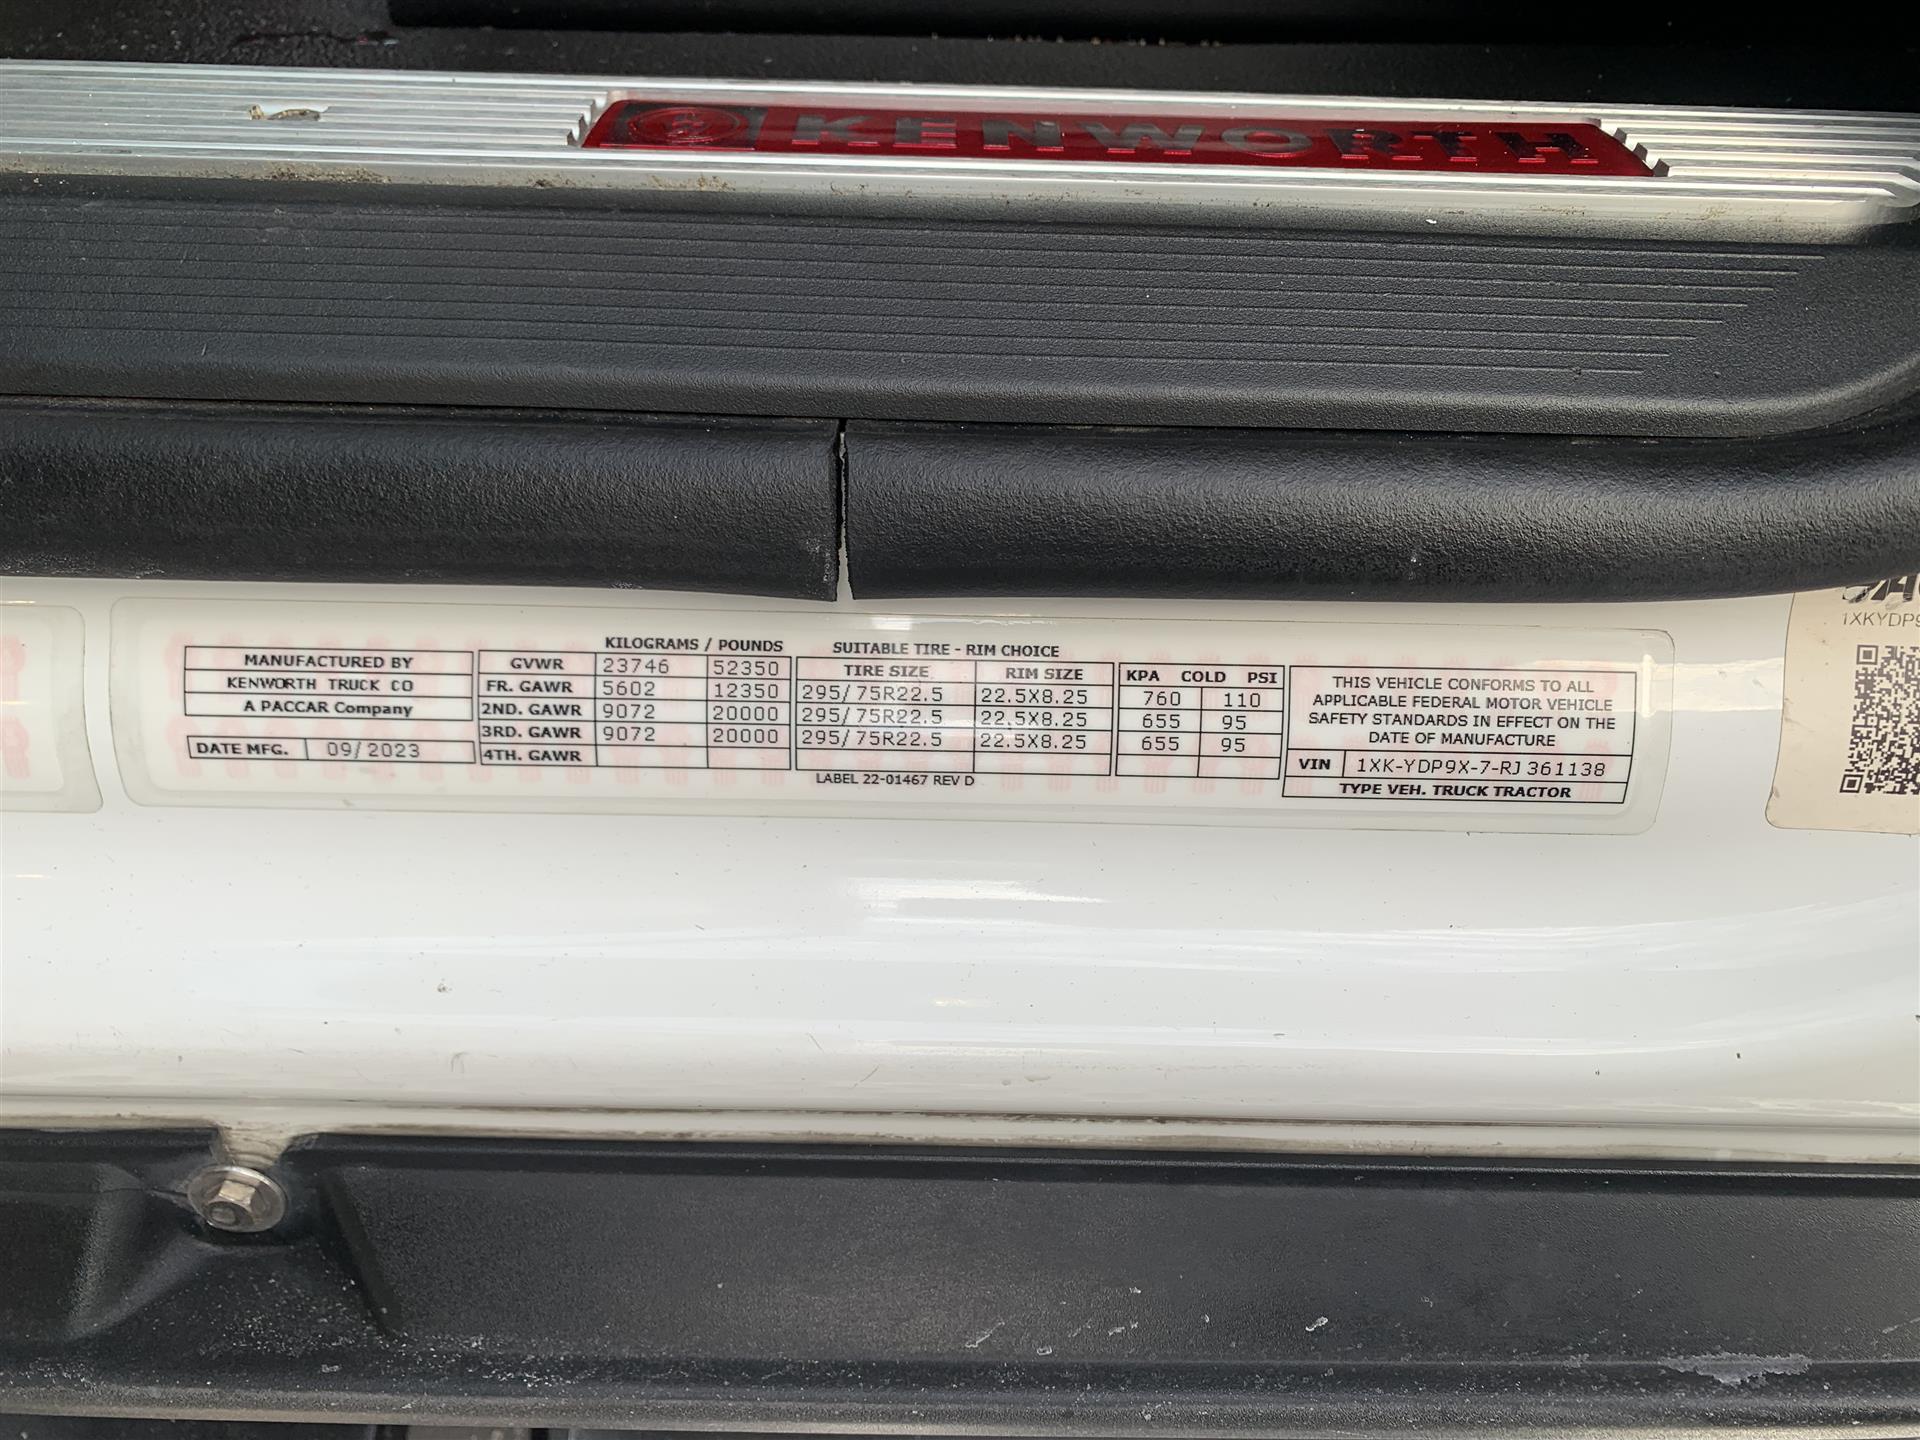 KENWORTH
KILOGRAMS / POUNDS SUITABLE TIRE - RIM CHOICE
MANUFACTURED BY
KENWORTH TRUCK CO
A PACCAR Company
DATE MFG. 09/2023
GVWR 23746 52350 TIRE SIZE RIM SIZE KPA COLD PSI
FR. GAWR 5602 12350 295/75R22.5 22.5X8.25 760 110
2ND. GAWR 9072 20000 295/75R22.5 22.5X8.25 655 95
3RD. GAWR 9072 20000 295/75R22.5 22.5X8.25 655 95
4TH. GAWR
LABEL 22-01467 REV D
THIS VEHICLE CONFORMS TO ALL
APPLICABLE FEDERAL MOTOR VEHICLE
SAFETY STANDARDS IN EFFECT ON THE
DATE OF MANUFACTURE
VIN 1XK-YDP9X-7-RJ361138
TYPE VEH. TRUCK TRACTOR
1XKYDP9